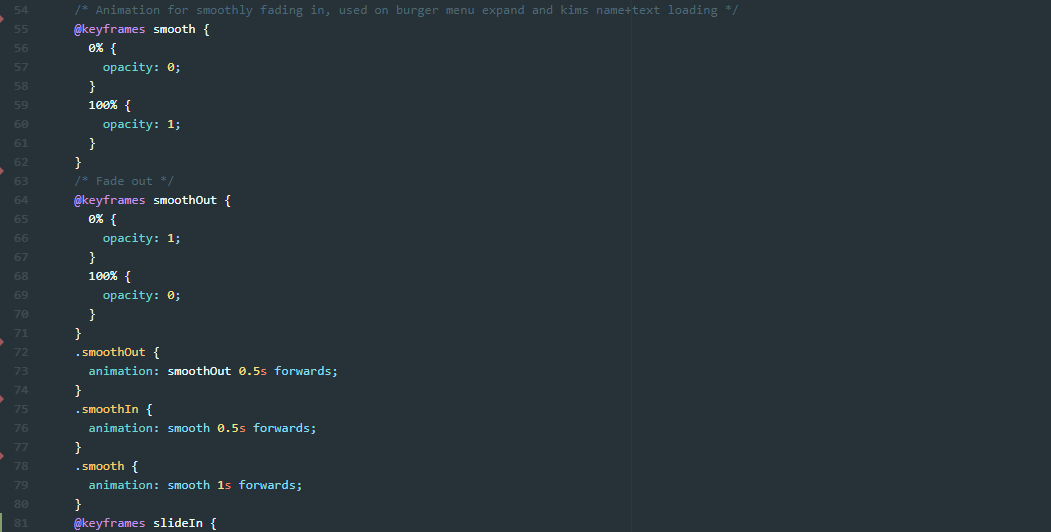 54 /* Animation for smoothly fading in, used on burger menu expand and kims name+text loading */
55 @keyframes smooth {
56 0% {
57 opacity: 0;
58 }
59 100% {
60 opacity: 1;
61 }
62 }
63 /* Fade out */
64 @keyframes smoothOut {
65 0% {
66 opacity: 1;
67 }
68 100% {
69 opacity: 0;
70 }
71 }
72 .smoothOut {
73 animation: smoothOut 0.5s forwards;
74 }
75 .smoothIn {
76 animation: smooth 0.5s forwards;
77 }
78 .smooth {
79 animation: smooth 1s forwards;
80 }
81 @keyframes slideIn {